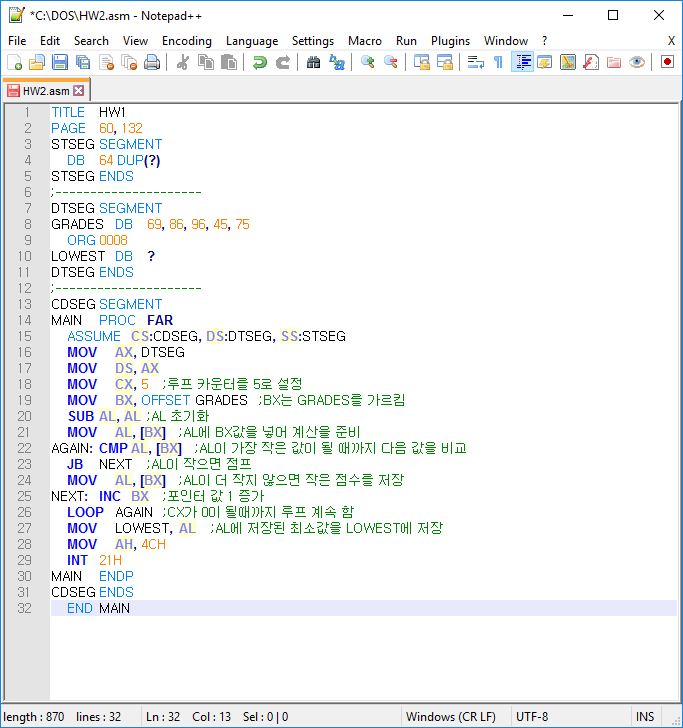 *C:\DOS\HW2.asm - Notepad++
File Edit Search View Encoding Language Settings Macro Run Plugins Window ? X
HW2.asm
1 TITLE HW1
2 PAGE 60, 132
3 STSEG SEGMENT
4 DB 64 DUP(?)
5 STSEG ENDS
6 ;---------------------
7 DTSEG SEGMENT
8 GRADES DB 69, 86, 96, 45, 75
9 ORG 0008
10 LOWEST DB ?
11 DTSEG ENDS
12 ;---------------------
13 CDSEG SEGMENT
14 MAIN PROC FAR
15 ASSUME CS:CDSEG, DS:DTSEG, SS:STSEG
16 MOV AX, DTSEG
17 MOV DS, AX
18 MOV CX, 5 ;루프 카운터를 5로 설정
19 MOV BX, OFFSET GRADES ;BX는 GRADES를 가르킴
20 SUB AL, AL ;AL 초기화
21 MOV AL, [BX] ;AL에 BX값을 넣어 계산을 준비
22 AGAIN: CMP AL, [BX] ;AL이 가장 작은 값이 될 때까지 다음 값을 비교
23 JB NEXT ;AL이 작으면 점프
24 MOV AL, [BX] ;AL이 더 작지 않으면 작은 점수를 저장
25 NEXT: INC BX ;포인터 값 1 증가
26 LOOP AGAIN ;CX가 0이 될때까지 루프 계속 함
27 MOV LOWEST, AL ;AL에 저장된 최소값을 LOWEST에 저장
28 MOV AH, 4CH
29 INT 21H
30 MAIN ENDP
31 CDSEG ENDS
32 END MAIN
length : 870 lines : 32 Ln : 32 Col : 13 Sel : 0 | 0 Windows (CR LF) UTF-8 INS